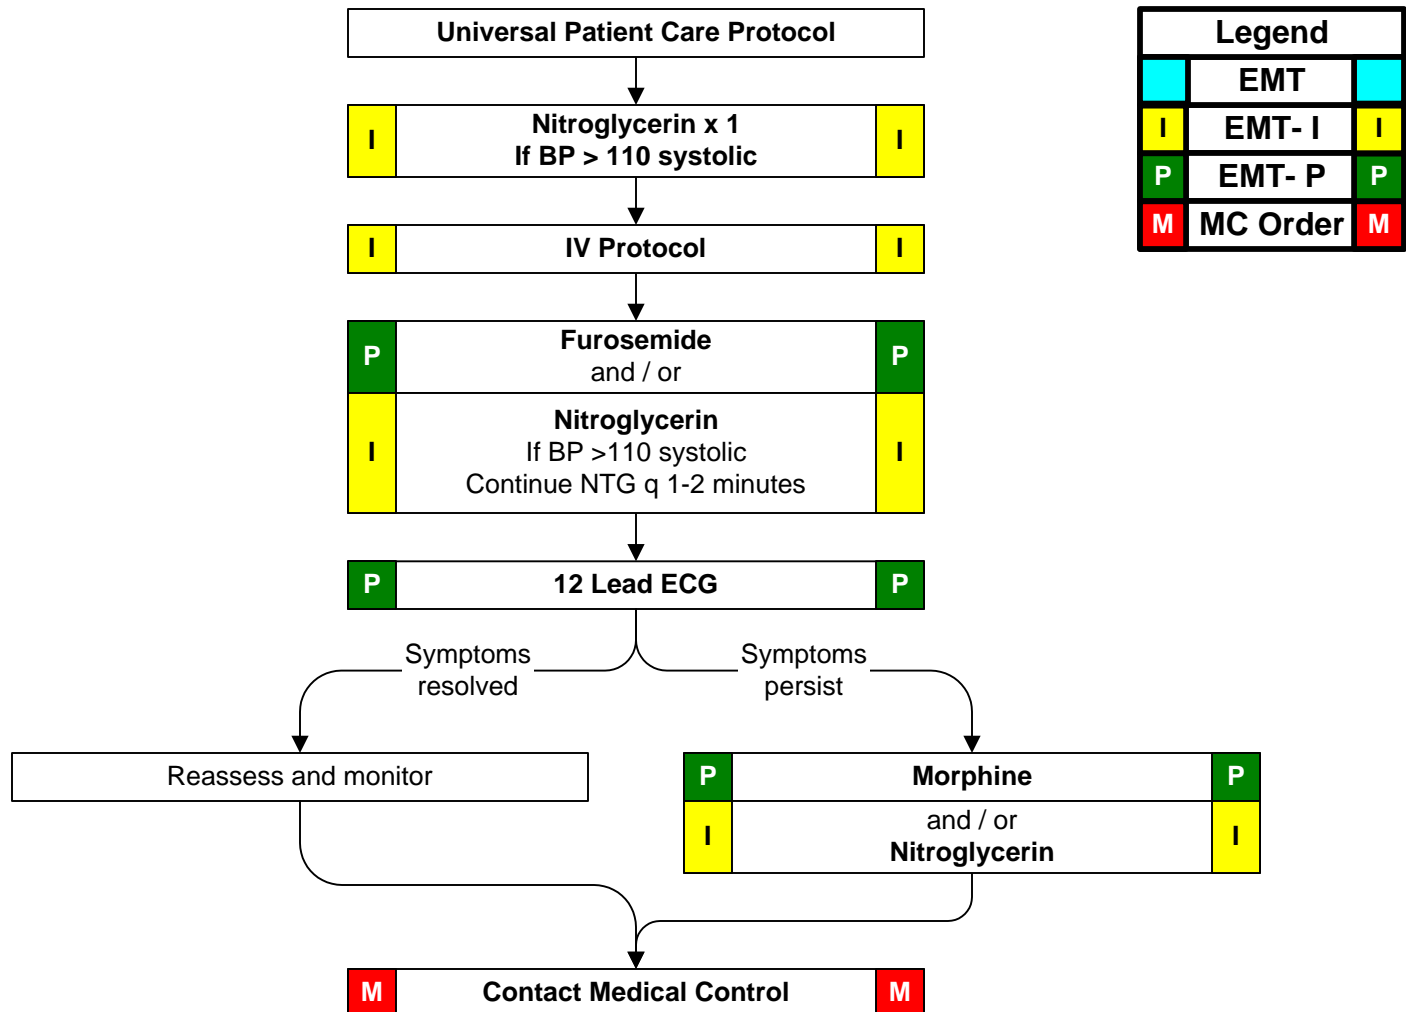 Universal Patient Care Protocol
I Nitroglycerin x 1 I
If BP > 110 systolic
I IV Protocol I
P Furosemide P
and / or
I Nitroglycerin I
If BP >110 systolic
Continue NTG q 1-2 minutes
P 12 Lead ECG P
Symptoms
resolved
Symptoms
persist
Reassess and monitor
P Morphine P
I and / or I
Nitroglycerin
M Contact Medical Control M
Legend
EMT
I EMT- I I
P EMT- P P
M MC Order M